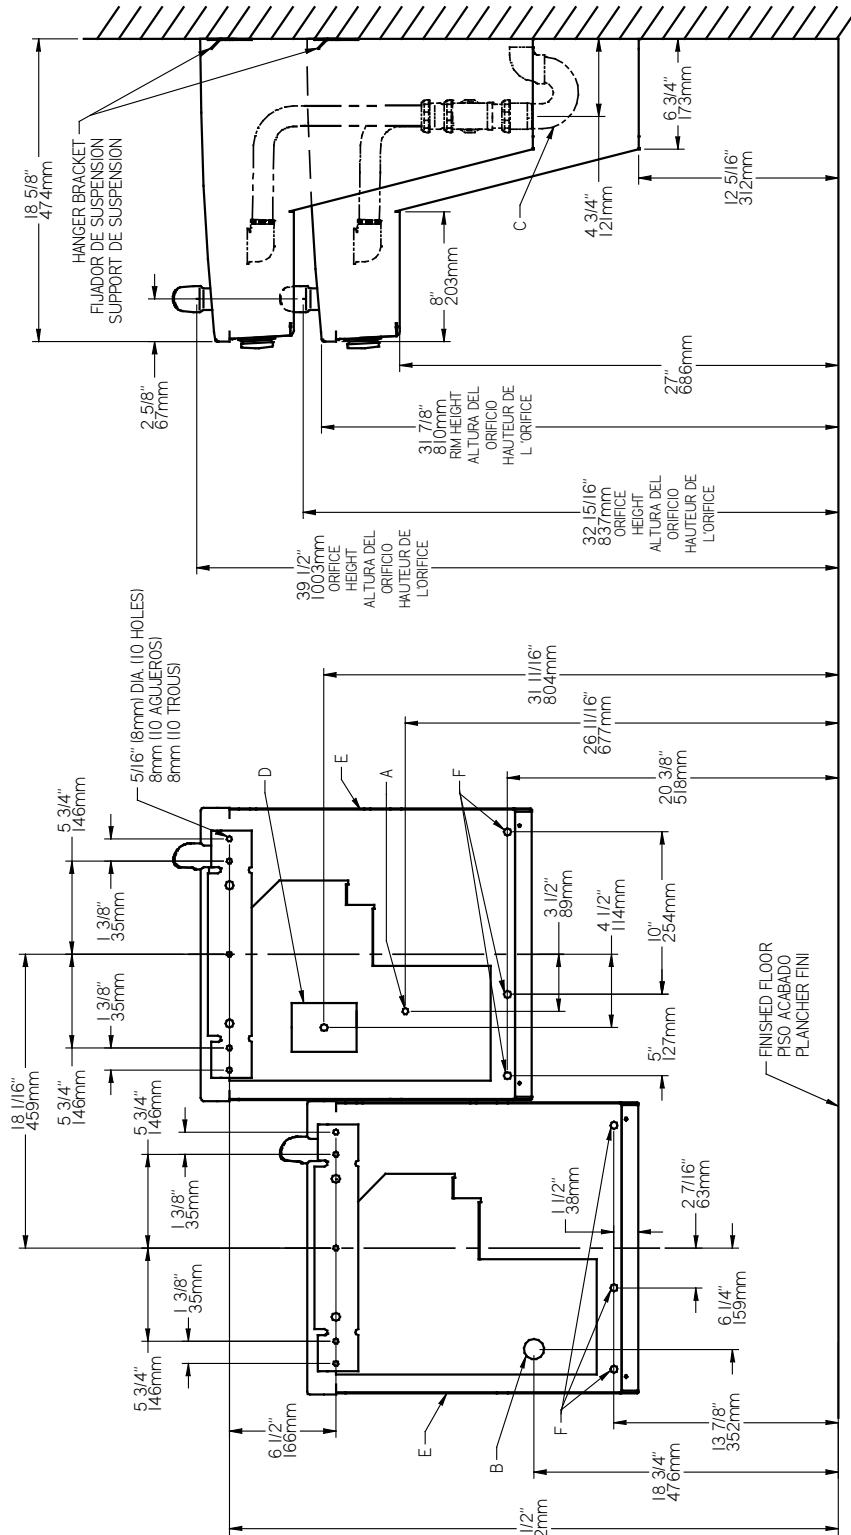 18 5/8"
474mm
HANGER BRACKET
FIJADOR DE SUSPENSION
SUPPORT DE SUSPENSION
2 5/8"
67mm
8"
203mm
C
4 3/4"
121mm
6 3/4"
173mm
12 5/16"
312mm
27"
686mm
31 7/8"
810mm
RIM HEIGHT
ALTURA DEL
ORIFICIO
HAUTEUR DE
L'ORIFICE
32 15/16"
837mm
ORIFICE
HEIGHT
ALTURA DEL
ORIFICIO
HAUTEUR DE
L'ORIFICE
39 1/2"
1003mm
ORIFICE
HEIGHT
ALTURA DEL
ORIFICIO
HAUTEUR DE
L'ORIFICE
5/16" (8mm) DIA. (10 HOLES)
8mm (10 AGUJEROS)
8mm (10 TROUS)
31 11/16"
804mm
26 11/16"
677mm
20 3/8"
518mm
D
E
A
F
5 3/4"
146mm
1 3/8"
35mm
1 3/8"
35mm
5 3/4"
146mm
18 1/16"
459mm
3 1/2"
89mm
4 1/2"
114mm
10"
254mm
5"
127mm
FINISHED FLOOR
PISO ACABADO
PLANCHER FINI
5 3/4"
146mm
1 3/8"
35mm
1 3/8"
35mm
5 3/4"
146mm
6 1/2"
166mm
1 1/2"
38mm
2 7/16"
63mm
6 1/4"
159mm
E
B
F
13 7/8"
352mm
18 3/4"
476mm
1/2"
2mm